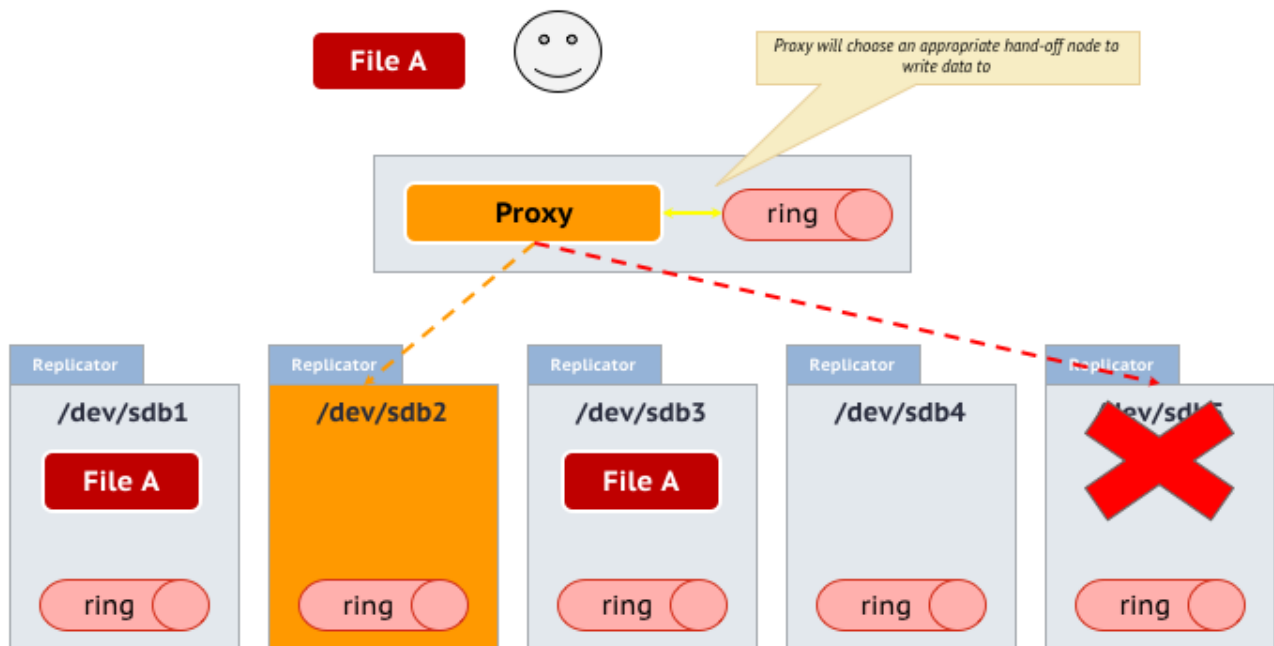 File A
Proxy will choose an appropriate hand-off node to
write data to
Proxy
ring
Replicator
Replicator
Replicator
Replicator
Replicator
/dev/sdb1
/dev/sdb2
/dev/sdb3
/dev/sdb4
File A
File A
ring
ring
ring
ring
ring